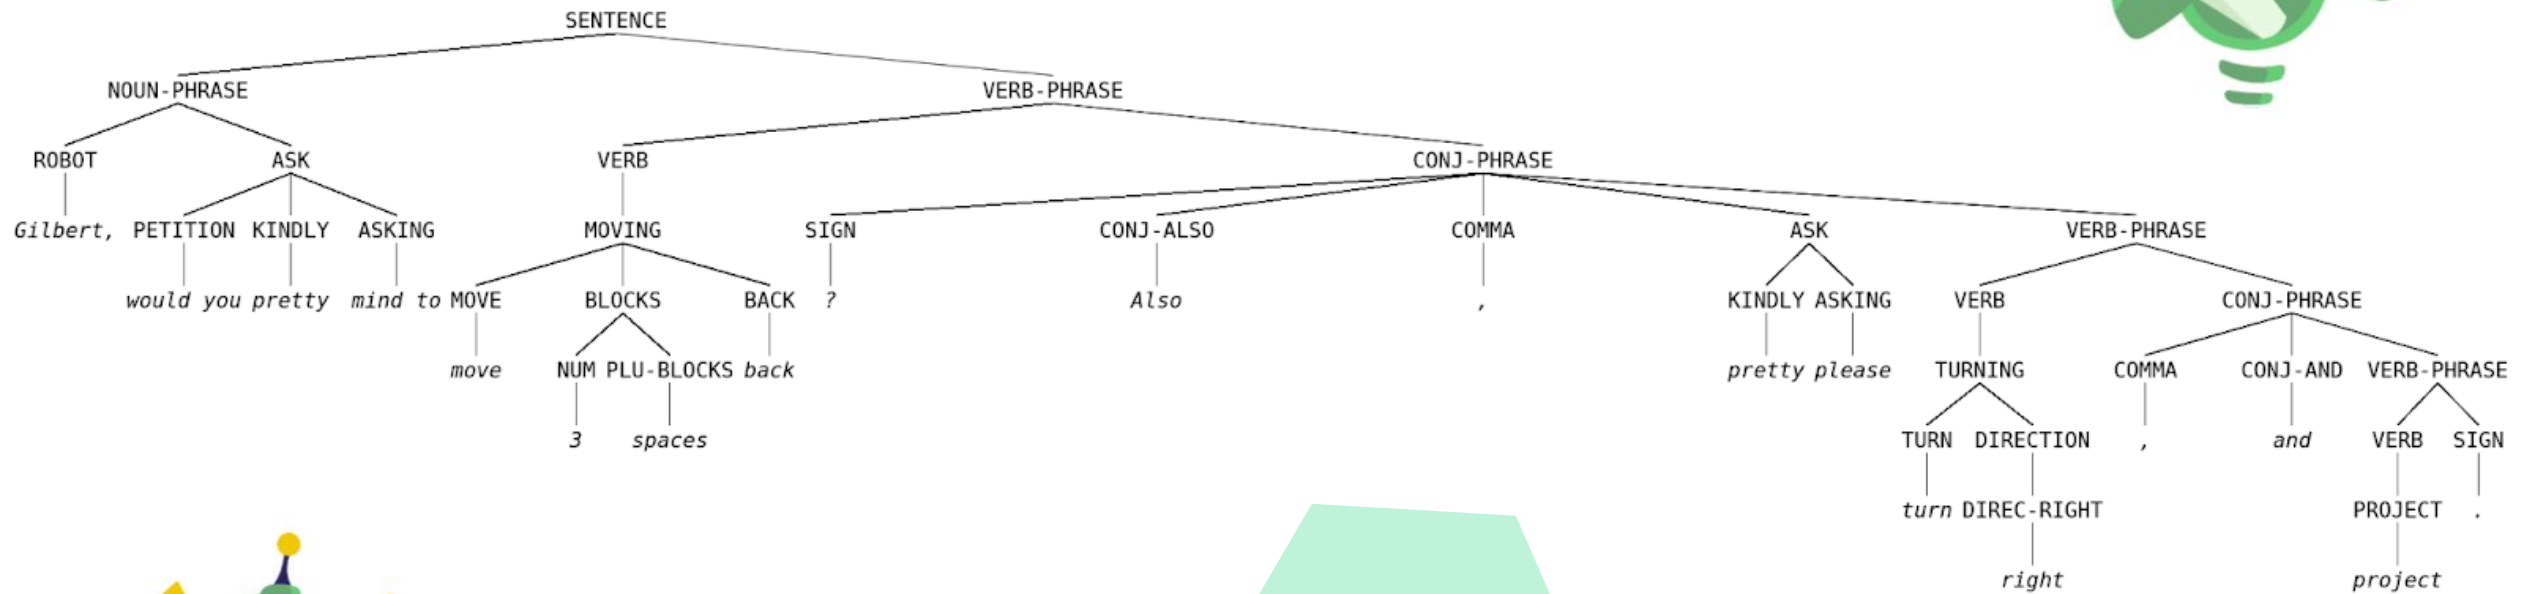 SENTENCE
NOUN-PHRASE VERB-PHRASE
ROBOT ASK VERB CONJ-PHRASE
Gilbert, PETITION KINDLY ASKING MOVING SIGN CONJ-ALSO COMMA ASK VERB-PHRASE
would you pretty mind to MOVE BLOCKS BACK ? Also , KINDLY ASKING VERB CONJ-PHRASE
move NUM PLU-BLOCKS back pretty please TURNING COMMA CONJ-AND VERB-PHRASE
3 spaces TURN DIRECTION , and VERB SIGN
turn DIREC-RIGHT PROJECT .
right project